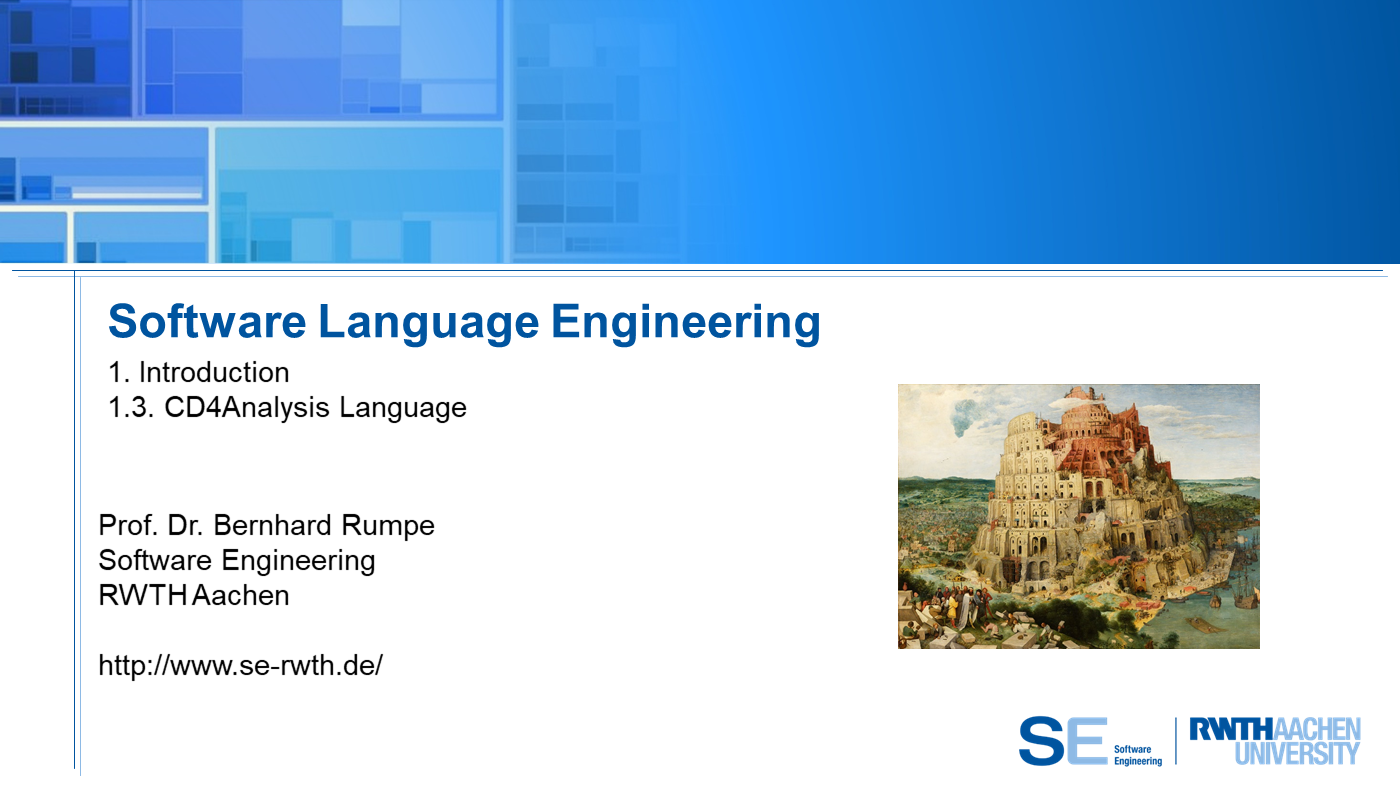 Software Language Engineering
1. Introduction
1.3. CD4Analysis Language
Prof. Dr. Bernhard Rumpe
Software Engineering
RWTH Aachen
http://www.se-rwth.de/
SE Software
Engineering
RWTHAACHEN
UNIVERSITY